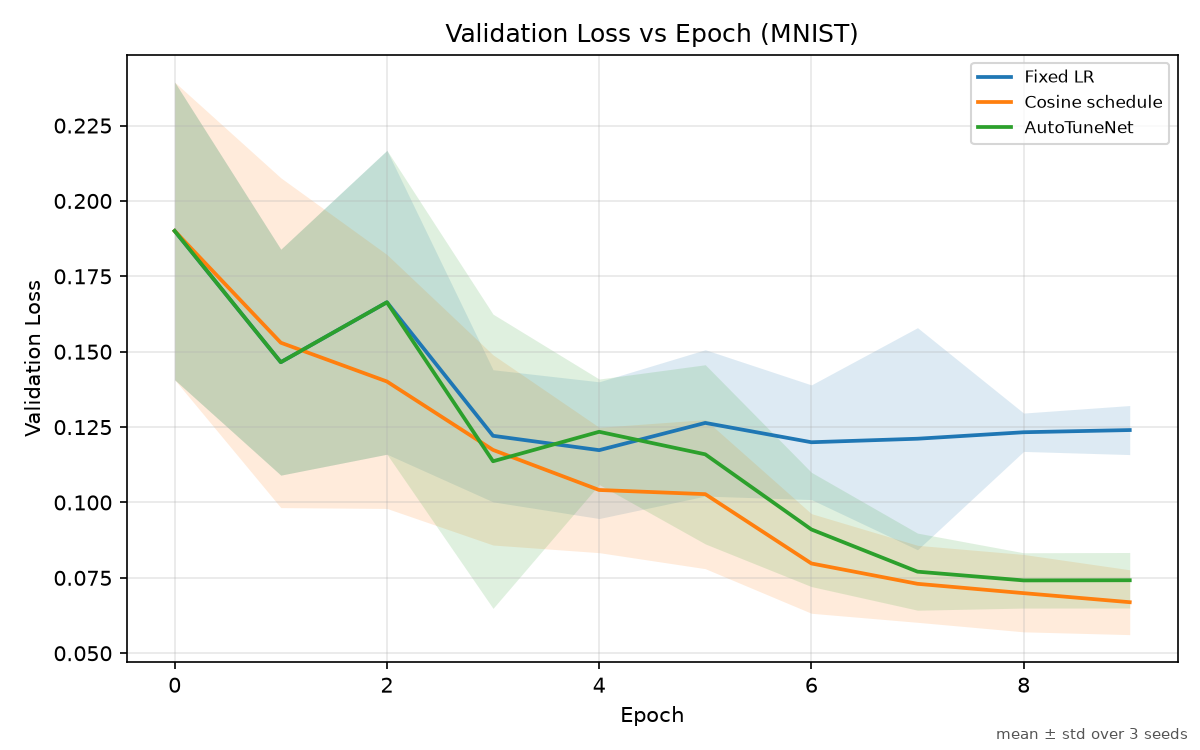 Validation Loss vs Epoch (MNIST)
Fixed LR
Cosine schedule
AutoTuneNet
Validation Loss
0.225
0.200
0.175
0.150
0.125
0.100
0.075
0.050
0 2 4 6 8
Epoch
mean ± std over 3 seeds